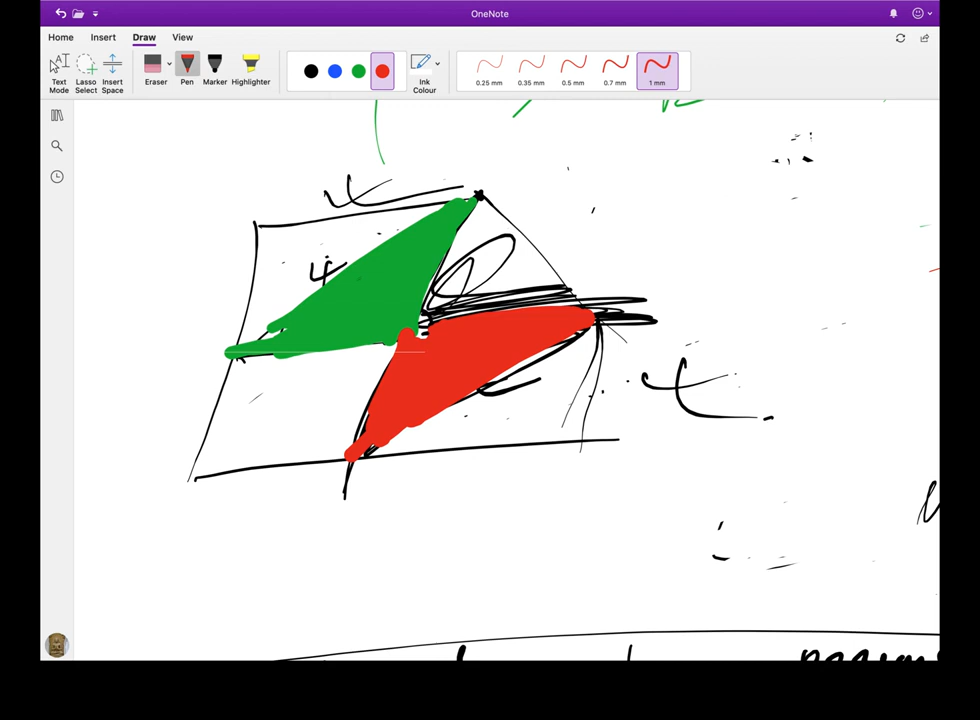 OneNote
Home Insert Draw View
Text Mode
Lasso Select
Insert Space
Eraser
Pen
Marker
Highlighter
Ink Colour
0.25 mm
0.35 mm
0.5 mm
0.7 mm
1 mm
4